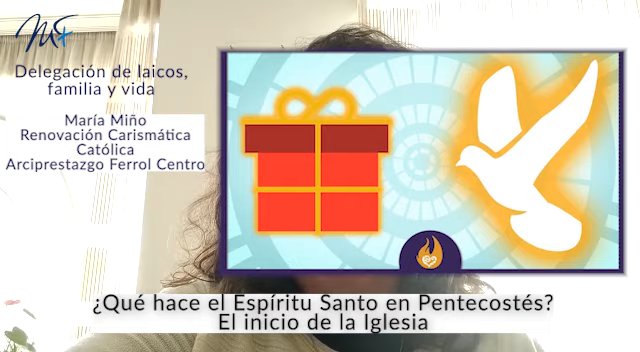 Delegación de laicos,
familia y vida
María Miño
Renovación Carismática
Católica
Arciprestazgo Ferrol Centro
¿Qué hace el Espíritu Santo en Pentecostés?
El inicio de la Iglesia